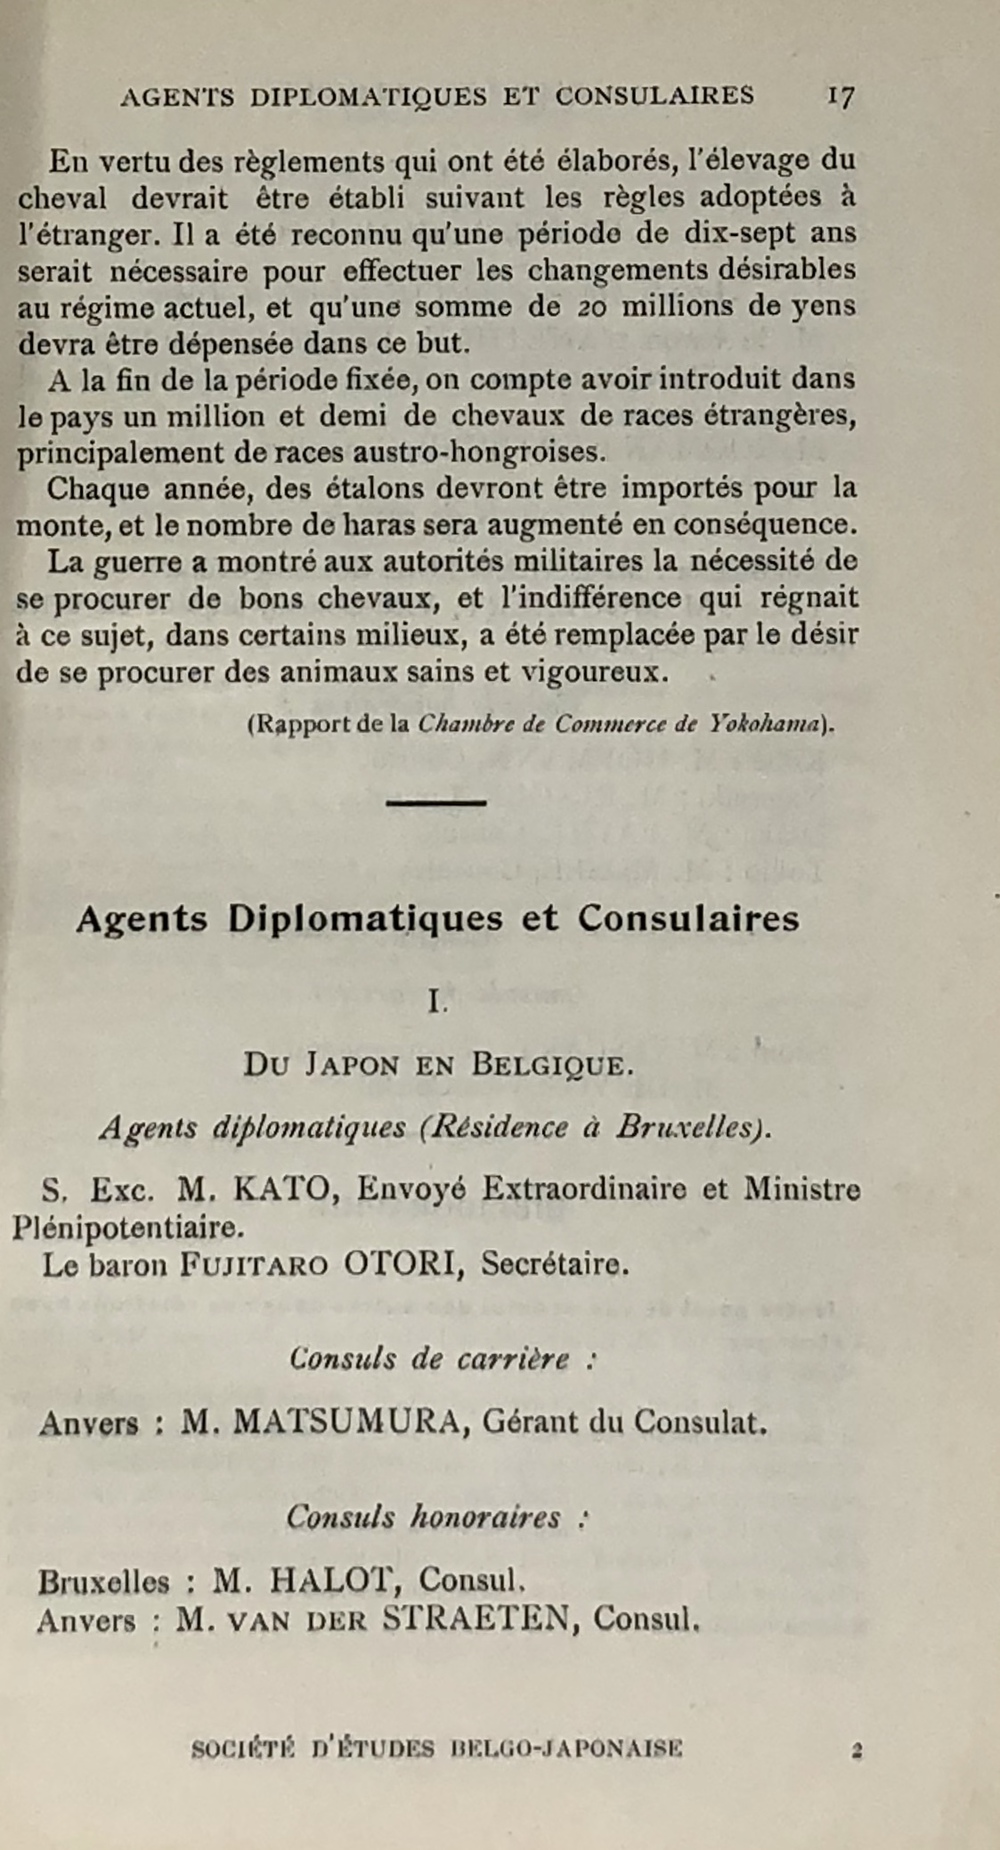 AGENTS DIPLOMATIQUES ET CONSULAIRES 17
En vertu des règlements qui ont été élaborés, l'élevage du
cheval devrait être établi suivant les règles adoptées à
l'étranger. Il a été reconnu qu'une période de dix-sept ans
serait nécessaire pour effectuer les changements désirables
au régime actuel, et qu'une somme de 20 millions de yens
devra être dépensée dans ce but.
A la fin de la période fixée, on compte avoir introduit dans
le pays un million et demi de chevaux de races étrangères,
principalement de races austro-hongroises.
Chaque année, des étalons devront être importés pour la
monte, et le nombre de haras sera augmenté en conséquence.
La guerre a montré aux autorités militaires la nécessité de
se procurer de bons chevaux, et l'indifférence qui régnait
à ce sujet, dans certains milieux, a été remplacée par le désir
de se procurer des animaux sains et vigoureux.
(Rapport de la Chambre de Commerce de Yokohama).
Agents Diplomatiques et Consulaires
I.
DU JAPON EN BELGIQUE.
Agents diplomatiques (Résidence à Bruxelles).
S. Exc. M. KATO, Envoyé Extraordinaire et Ministre
Plénipotentiaire.
Le baron FUJITARO OTORI, Secrétaire.
Consuls de carrière :
Anvers : M. MATSUMURA, Gérant du Consulat.
Consuls honoraires :
Bruxelles : M. HALOT, Consul.
Anvers : M. VAN DER STRAETEN, Consul.
SOCIÉTÉ D'ÉTUDES BELGO-JAPONAISE 2